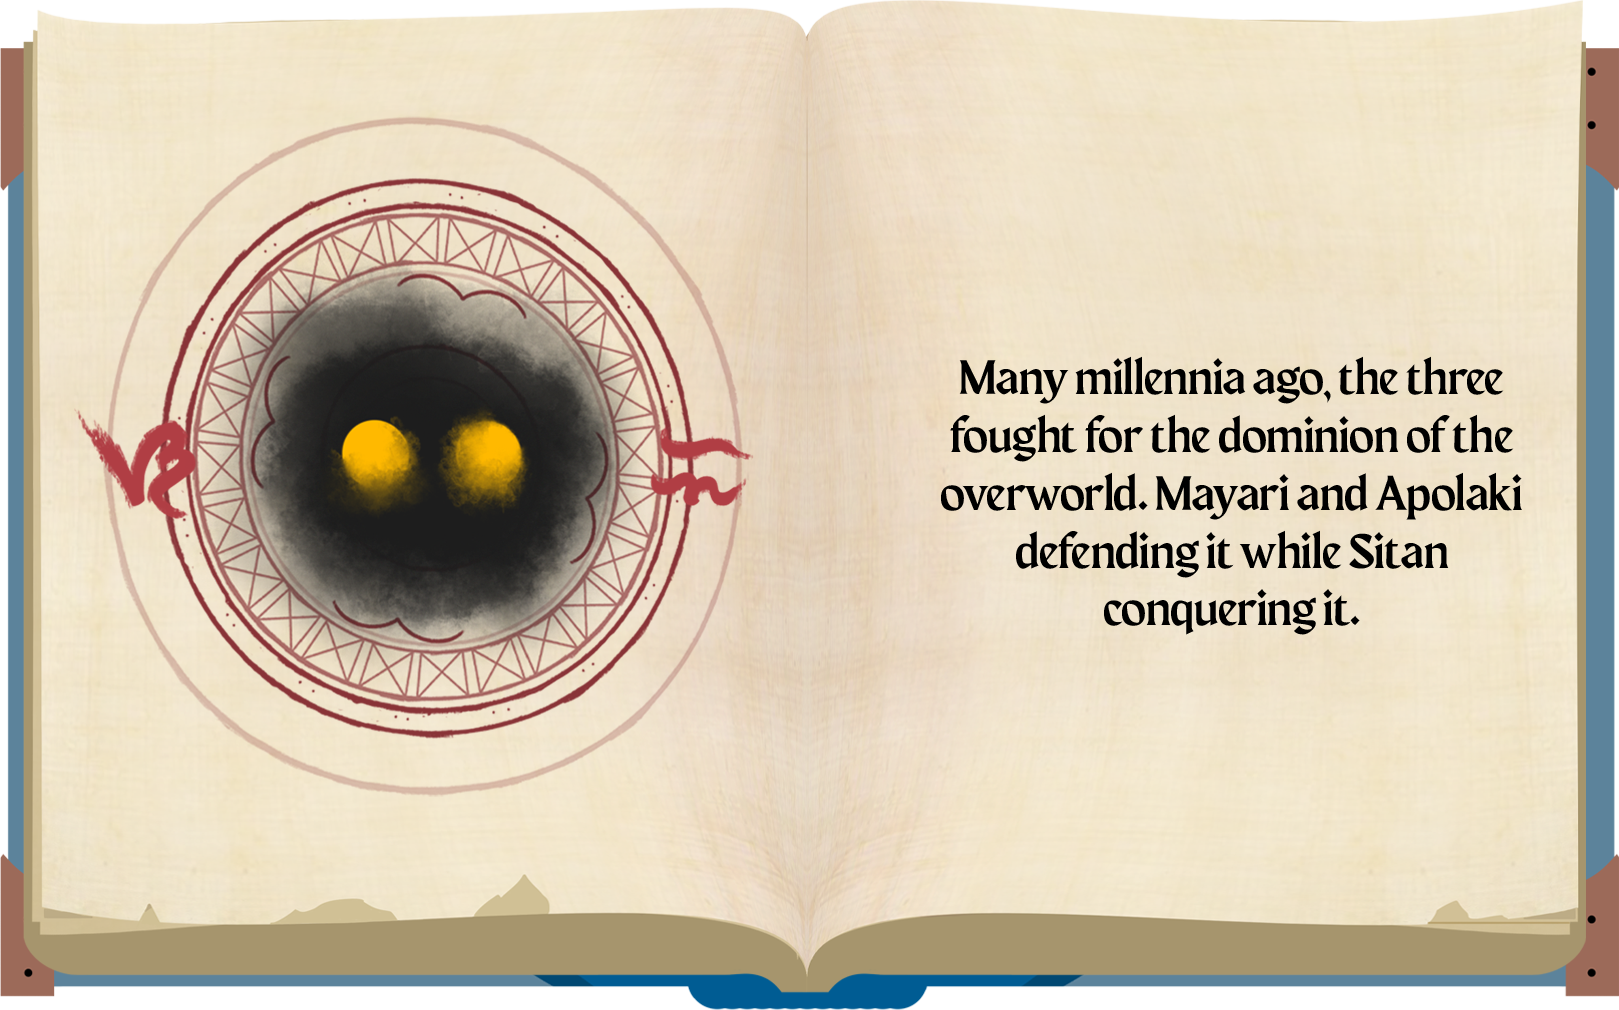 Many millennia ago, the three
fought for the dominion of the
overworld. Mayari and Apolaki
defending it while Sitan
conquering it.